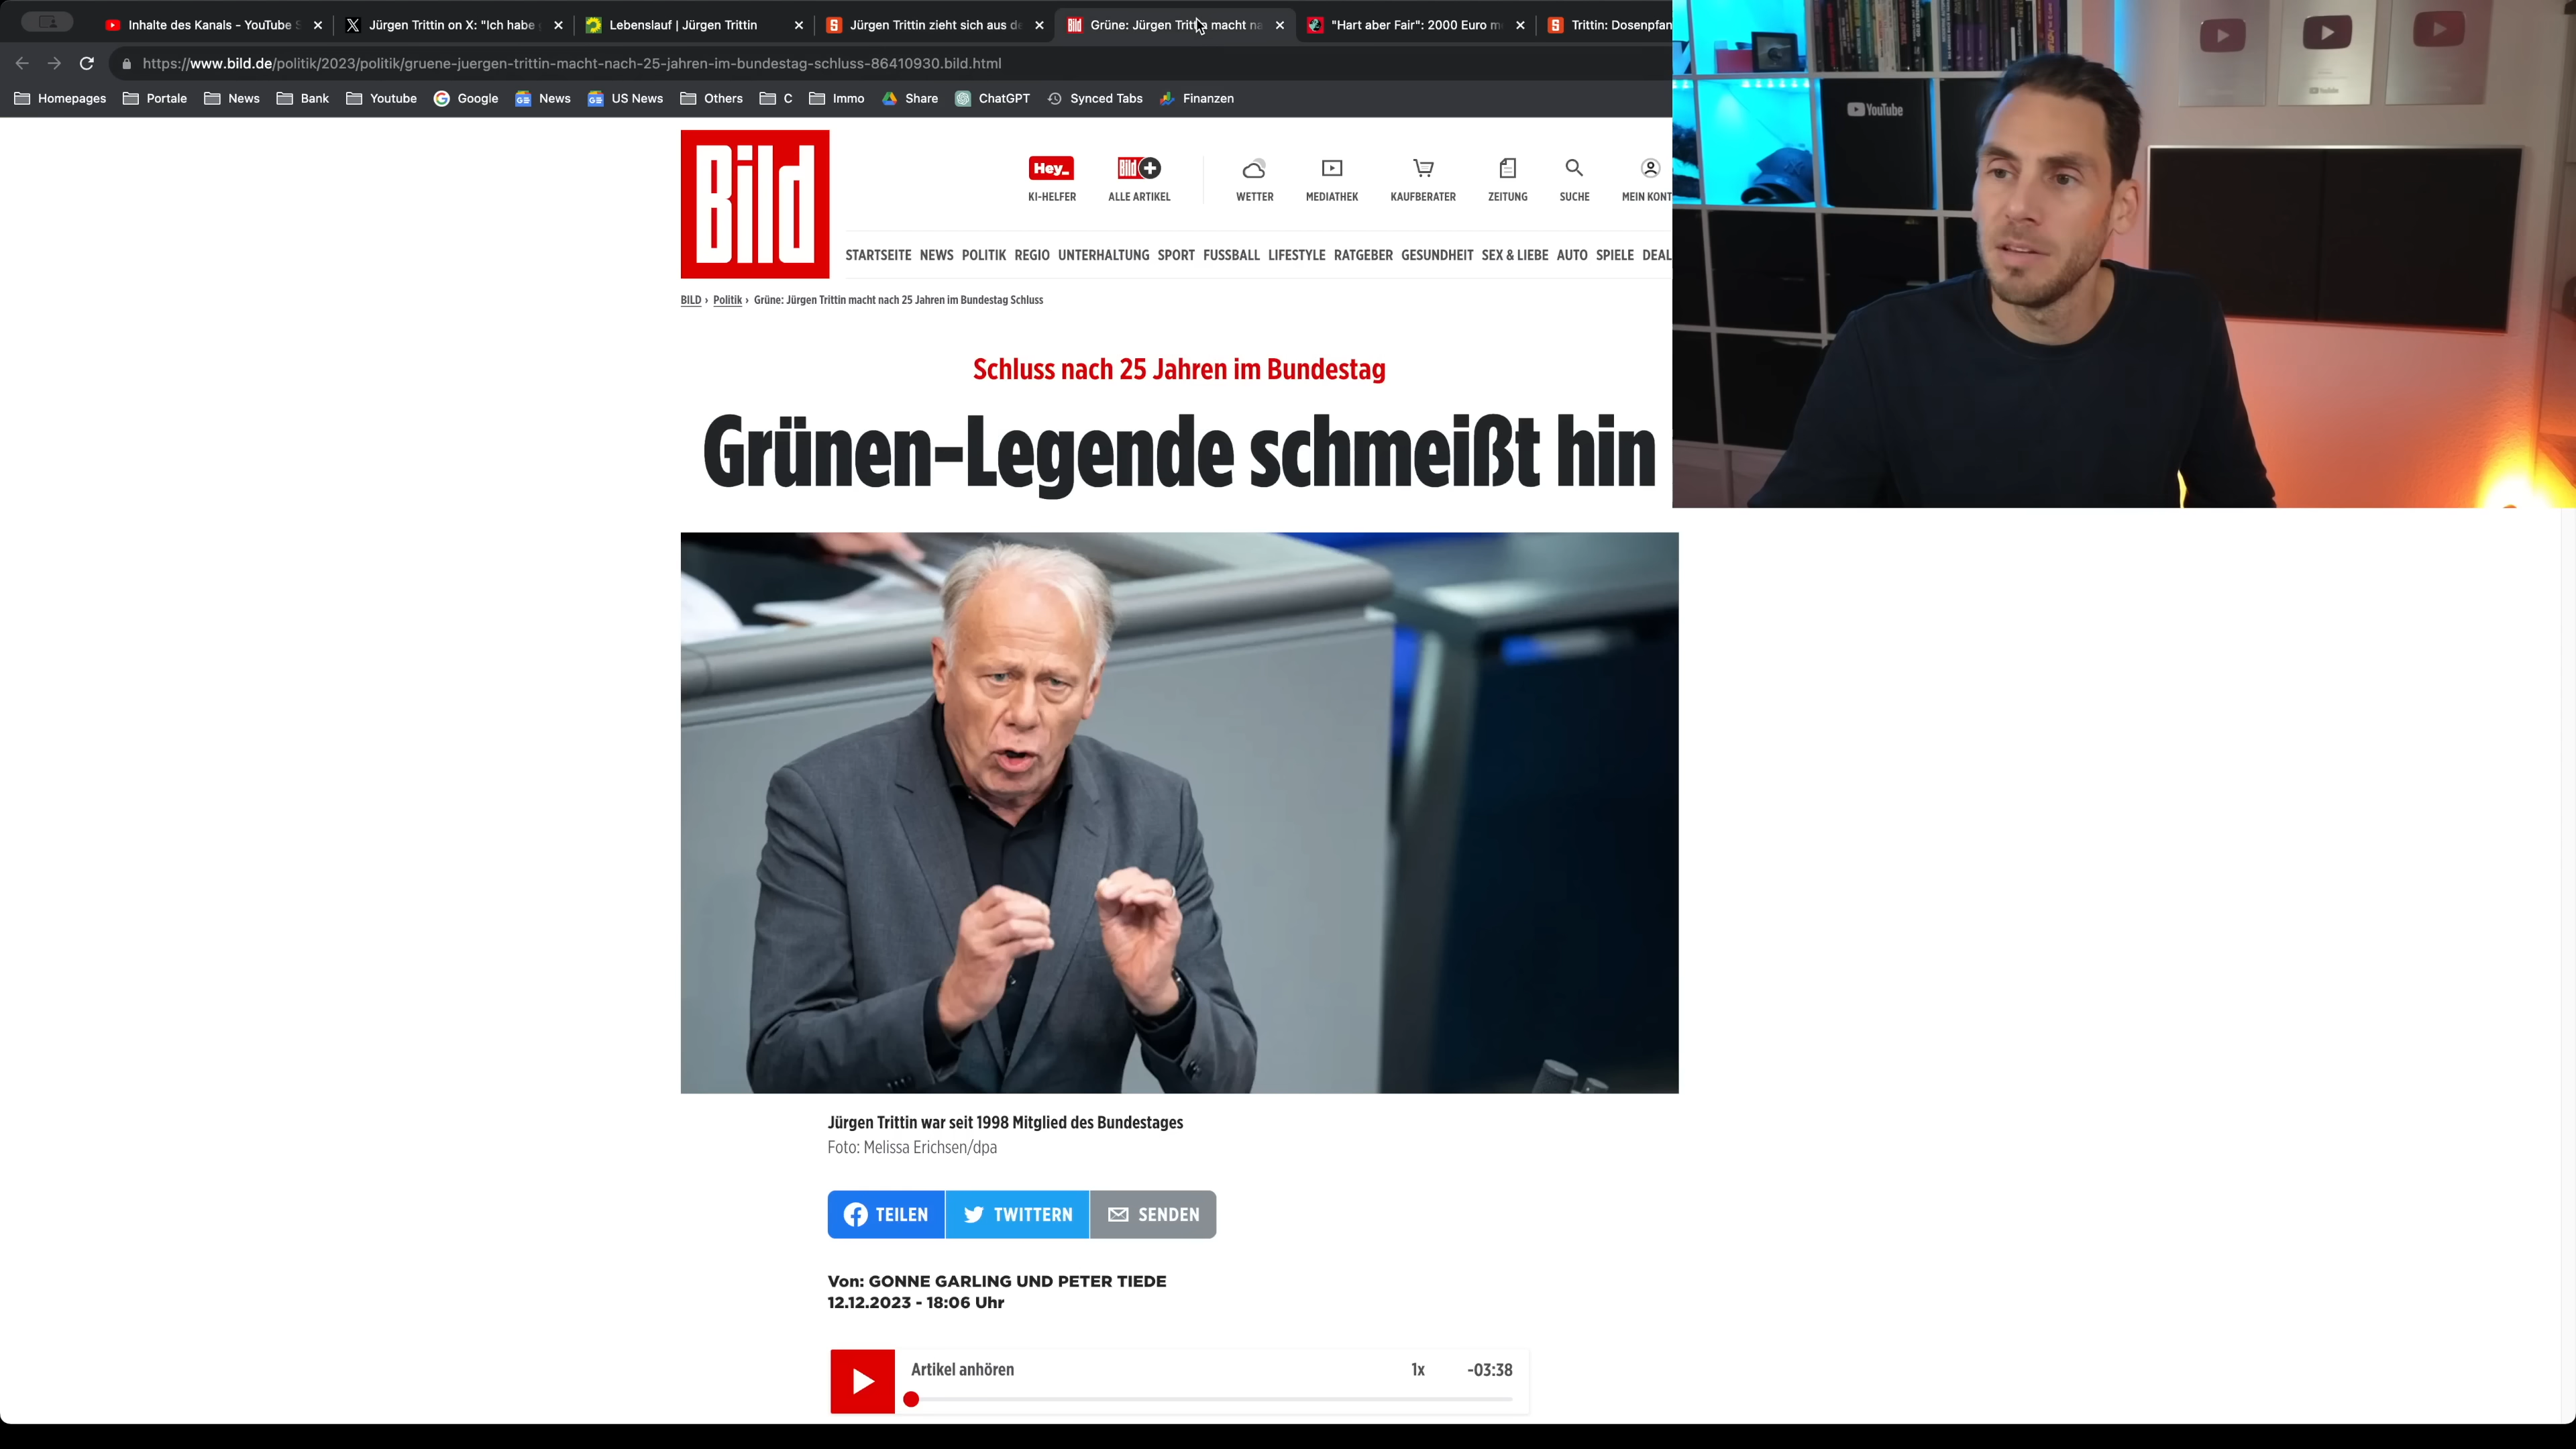 Inhalte des Kanals - YouTube S
Jürgen Trittin on X: "Ich habe
Lebenslauf | Jürgen Trittin
Jürgen Trittin zieht sich aus de
Grüne: Jürgen Trittin macht na
"Hart aber Fair": 2000 Euro m
Trittin: Dosenpfan
https://www.bild.de/politik/2023/politik/gruene-juergen-trittin-macht-nach-25-jahren-im-bundestag-schluss-86410930.bild.html
Homepages Portale News Bank Youtube Google News US News Others C Immo Share ChatGPT Synced Tabs Finanzen
YouTube
YouTube
Bild
Hey_
KI-HELFER
Bild+
ALLE ARTIKEL
WETTER
MEDIATHEK
KAUFBERATER
ZEITUNG
SUCHE
MEIN KONT
STARTSEITE NEWS POLITIK REGIO UNTERHALTUNG SPORT FUSSBALL LIFESTYLE RATGEBER GESUNDHEIT SEX & LIEBE AUTO SPIELE DEAL
BILD › Politik › Grüne: Jürgen Trittin macht nach 25 Jahren im Bundestag Schluss
Schluss nach 25 Jahren im Bundestag
Grünen-Legende schmeißt hin
Jürgen Trittin war seit 1998 Mitglied des Bundestages
Foto: Melissa Erichsen/dpa
TEILEN TWITTERN SENDEN
Von: GONNE GARLING UND PETER TIEDE
12.12.2023 - 18:06 Uhr
Artikel anhören 1x -03:38